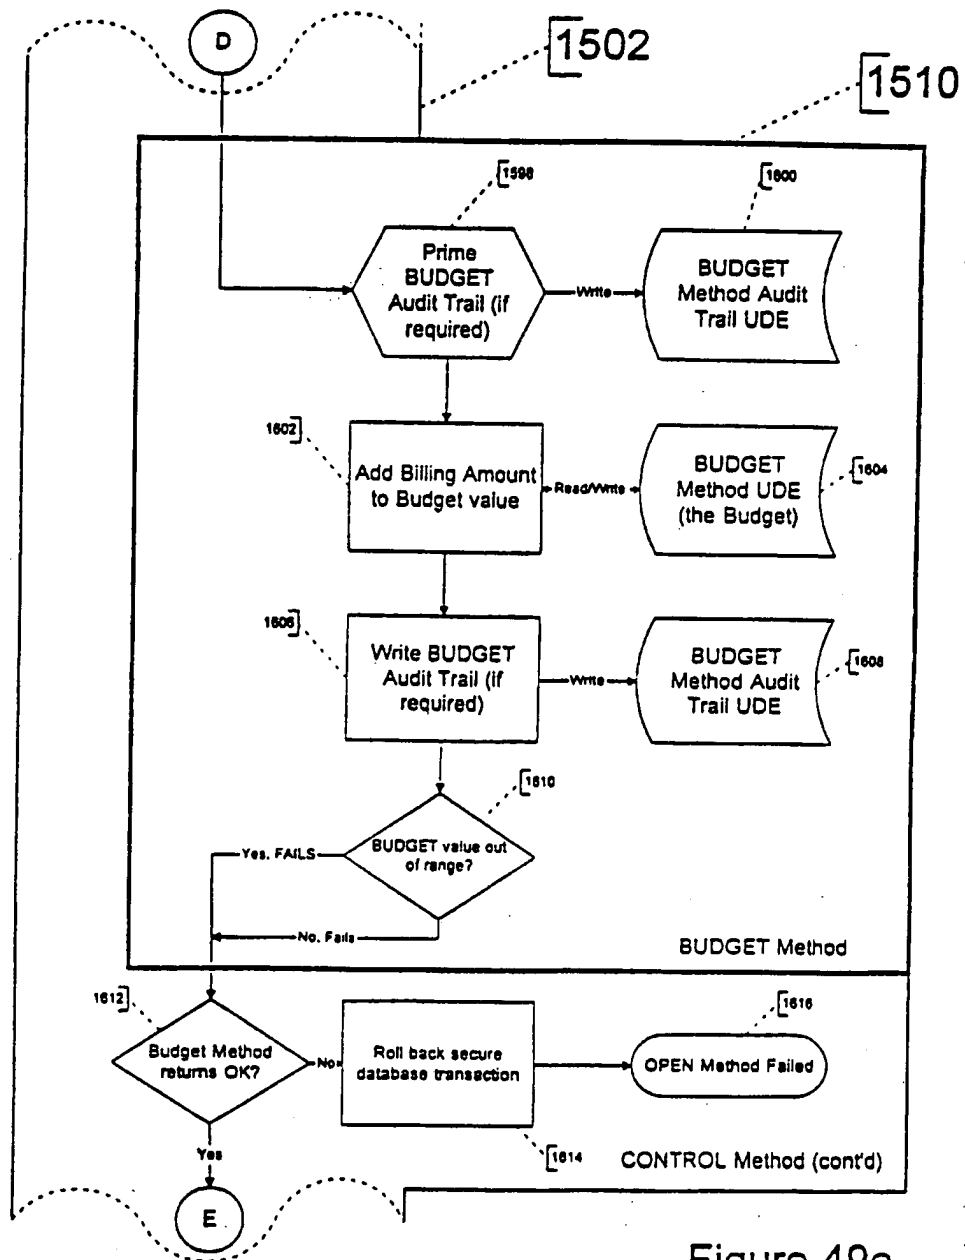 D
1502
1510
1598
1600
Prime
BUDGET
Audit Trail (if
required)
Write
BUDGET
Method Audit
Trail UDE
1602
Add Billing Amount
to Budget value
Read/Write
BUDGET
Method UDE
(the Budget)
1604
1606
Write BUDGET
Audit Trail (if
required)
Write
BUDGET
Method Audit
Trail UDE
1608
1610
BUDGET value out
of range?
Yes, FAILS
No, Fails
BUDGET Method
1612
Budget Method
returns OK?
No
Roll back secure
database transaction
1616
OPEN Method Failed
1614
Yes
CONTROL Method (cont'd)
E